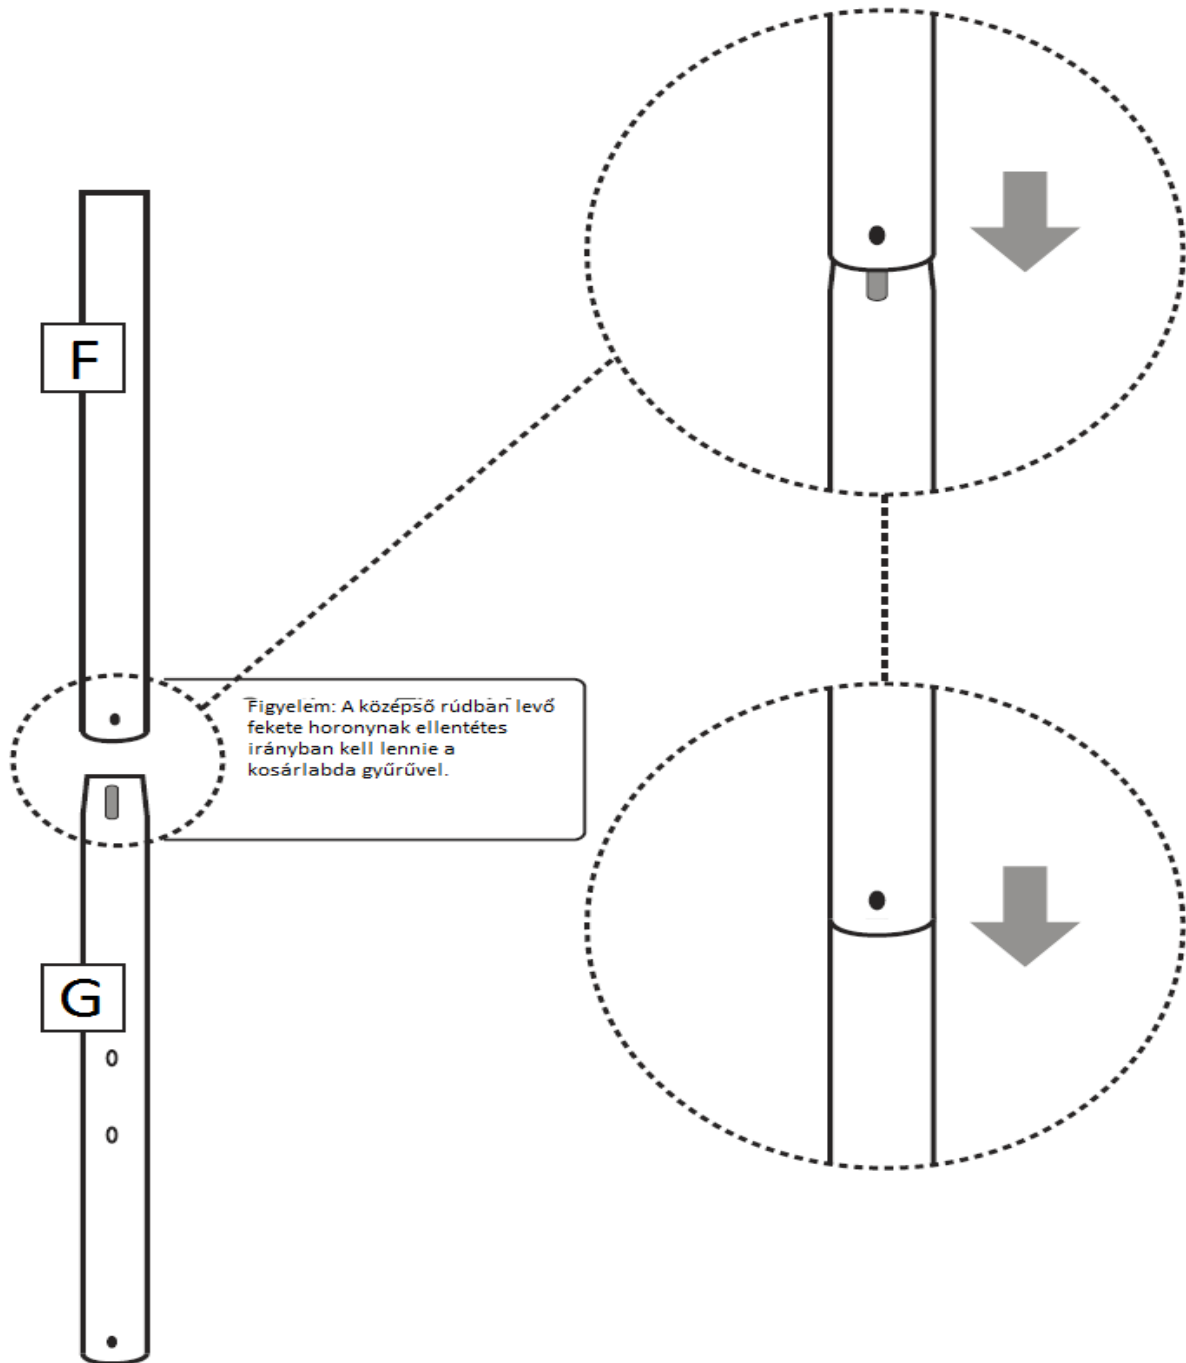 F
Figyelem: A középső rúdban levő
fekete horonynak ellentétes
irányban kell lennie a
kosárlabda gyűrűvel.
G